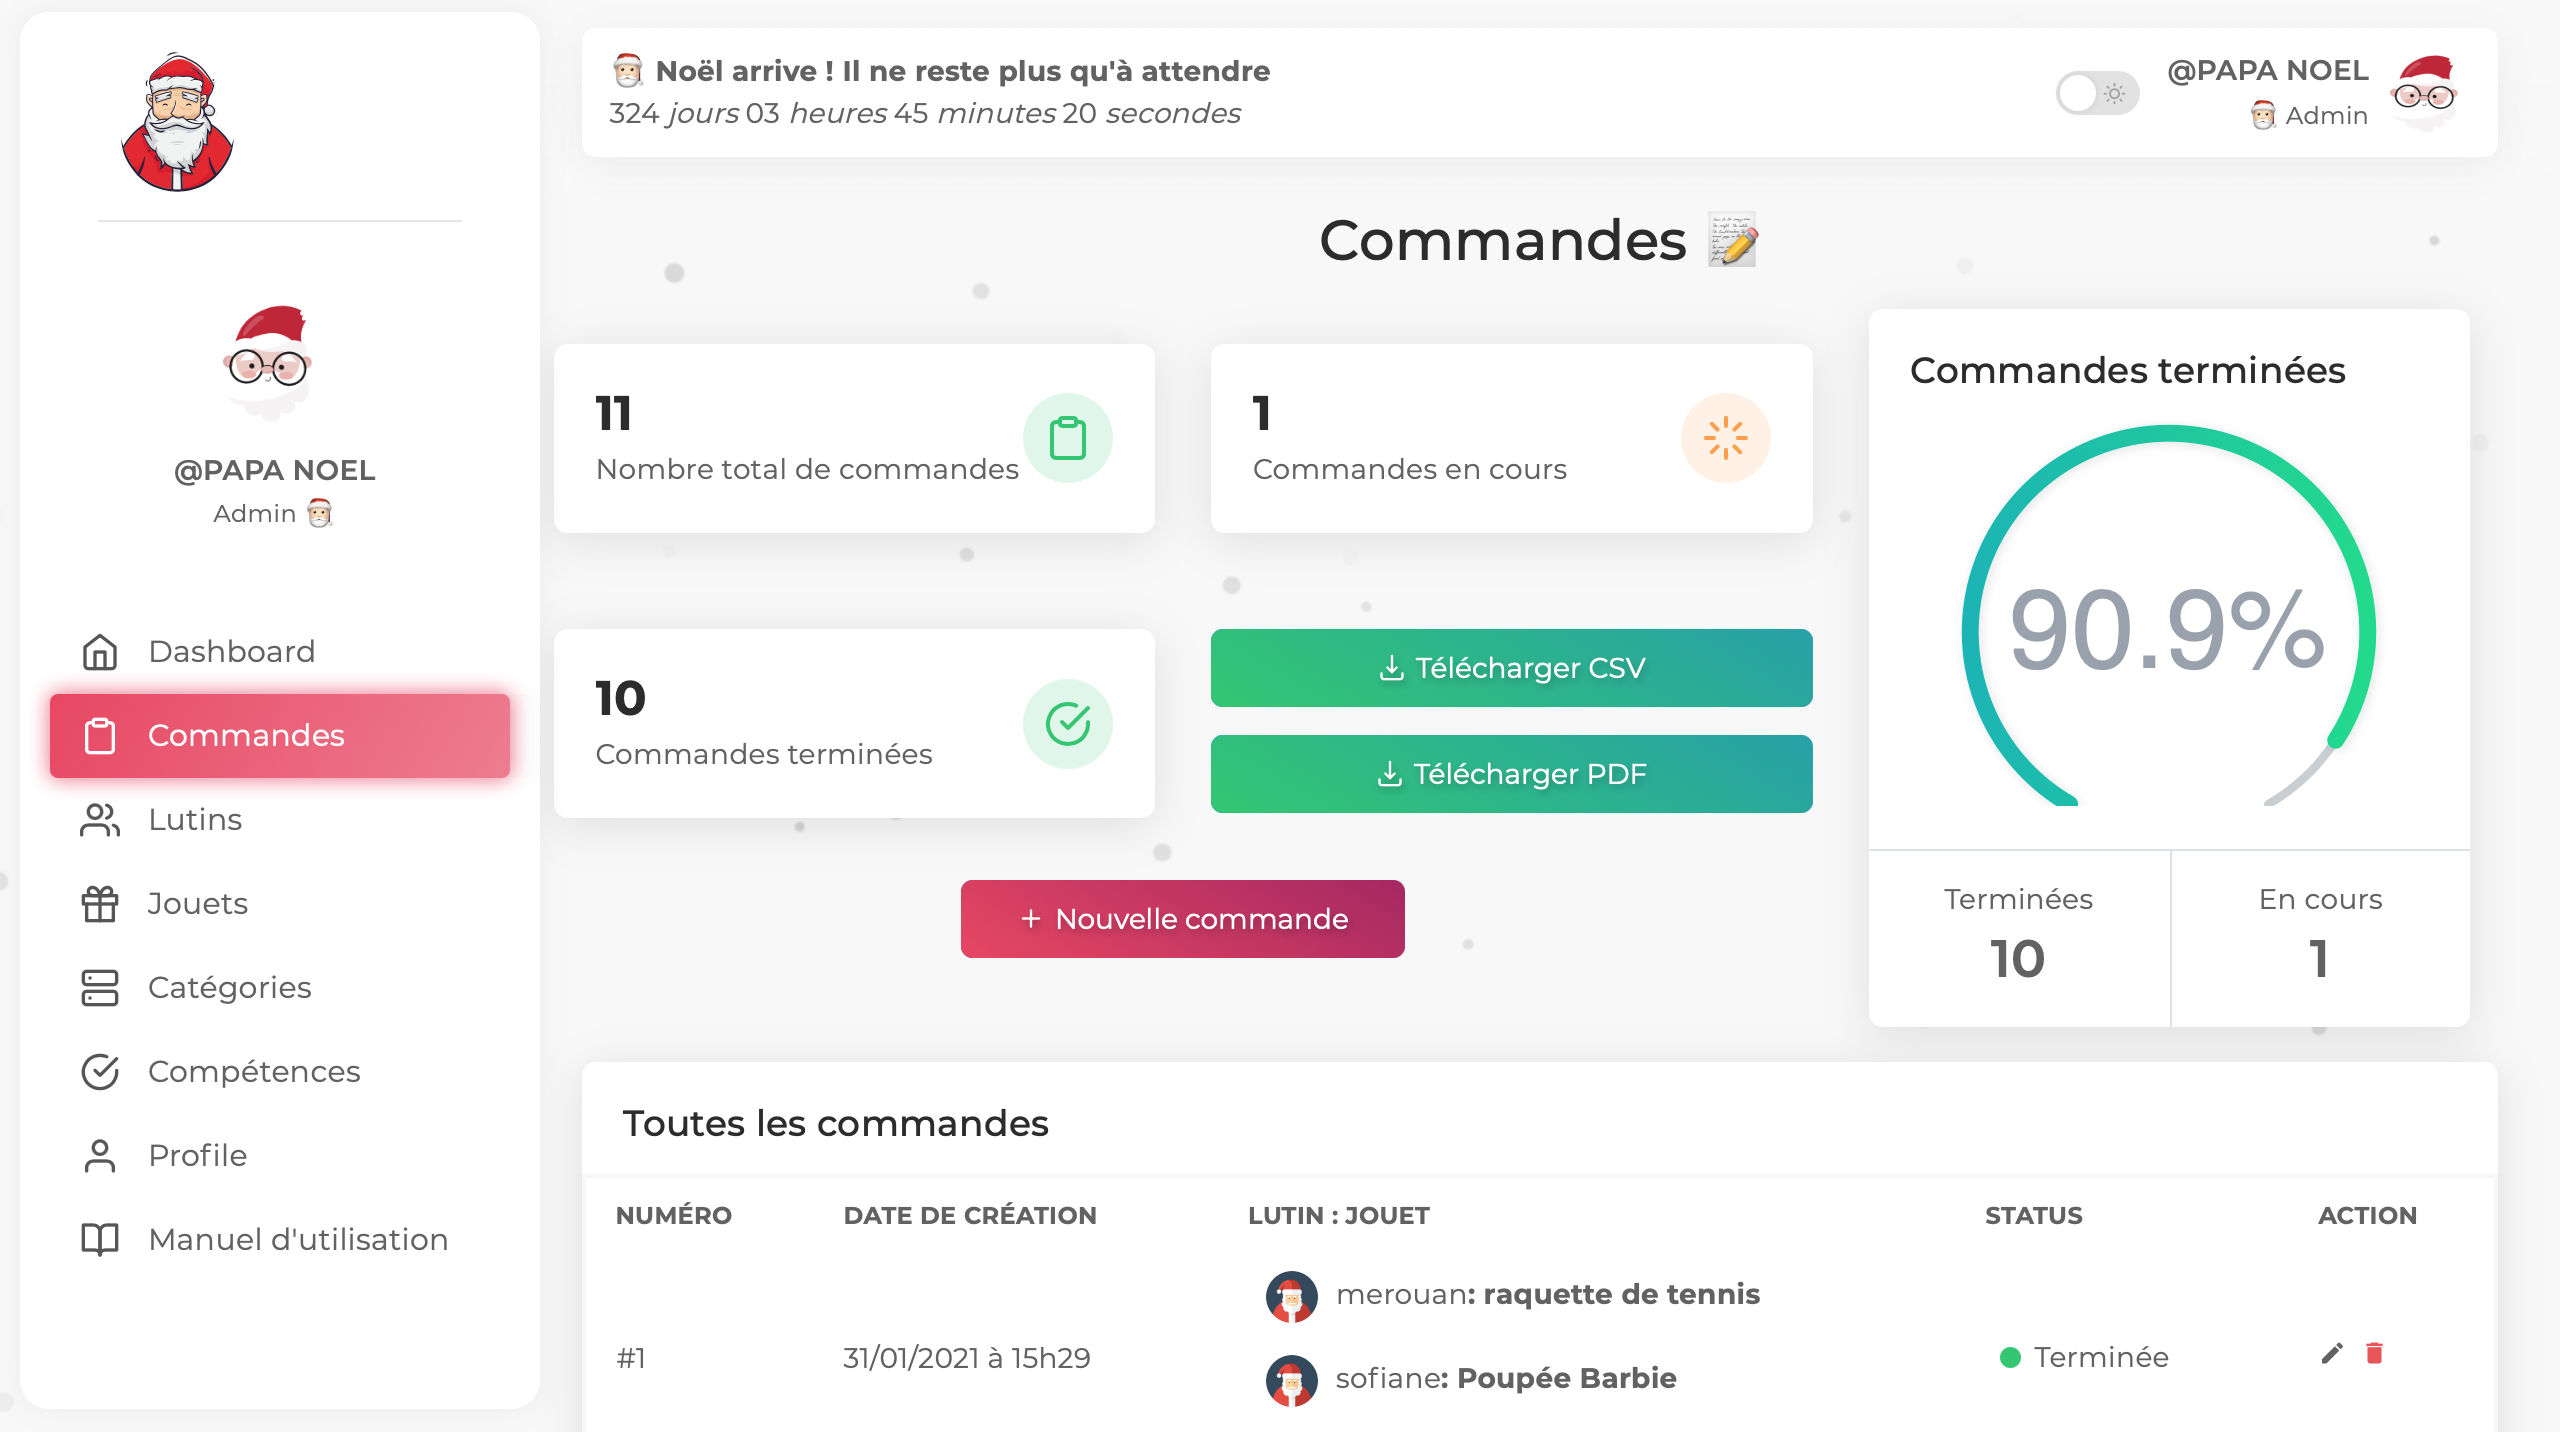 @PAPA NOEL
Admin
Dashboard
Commandes
Lutins
Jouets
Catégories
Compétences
Profile
Manuel d'utilisation
Noël arrive ! Il ne reste plus qu'à attendre
324 jours 03 heures 45 minutes 20 secondes
@PAPA NOEL
Admin
Commandes
11
Nombre total de commandes
1
Commandes en cours
10
Commandes terminées
Télécharger CSV
Télécharger PDF
+ Nouvelle commande
Commandes terminées
90.9%
Terminées
10
En cours
1
Toutes les commandes
NUMÉRO DATE DE CRÉATION LUTIN : JOUET STATUS ACTION
#1 31/01/2021 à 15h29
merouan: raquette de tennis
sofiane: Poupée Barbie
Terminée